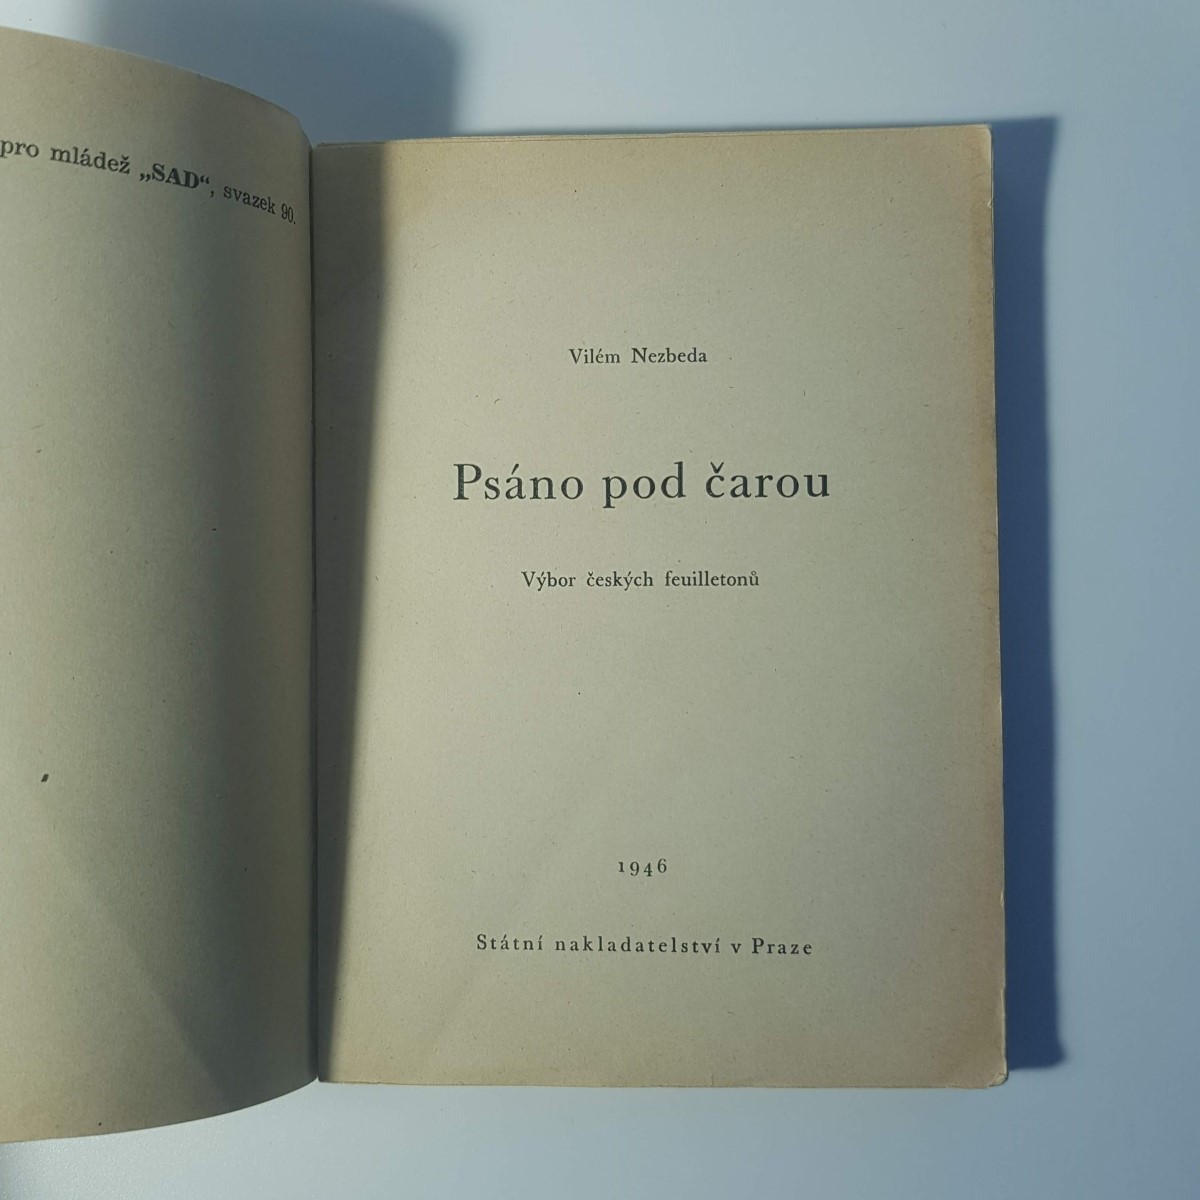 pro mládež „SAD“, svazek 90.
Vilém Nezbeda
Psáno pod čarou
Výbor českých feuilletonů
1946
Státní nakladatelství v Praze